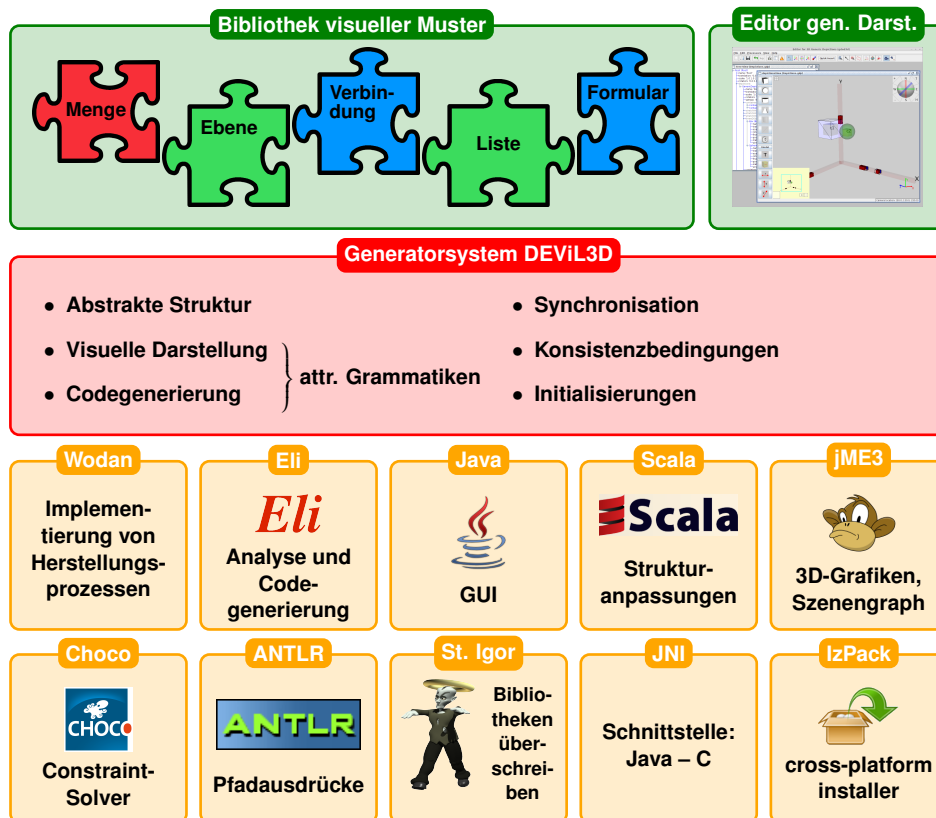 Bibliothek visueller Muster
Menge
Ebene
Verbin-
dung
Liste
Formular
Editor gen. Darst.
Generatorsystem DEViL3D
• Abstrakte Struktur
• Visuelle Darstellung
• Codegenerierung
attr. Grammatiken
• Synchronisation
• Konsistenzbedingungen
• Initialisierungen
Wodan
Implemen-
tierung von
Herstellungs-
prozessen
Eli
Eli
Analyse und
Code-
generierung
Java
GUI
Scala
Scala
Struktur-
anpassungen
jME3
3D-Grafiken,
Szenengraph
Choco
CHOCO
Constraint-
Solver
ANTLR
ANTLR
Pfadausdrücke
St. Igor
Biblio-
theken
über-
schrei-
ben
JNI
Schnittstelle:
Java – C
IzPack
cross-platform
installer